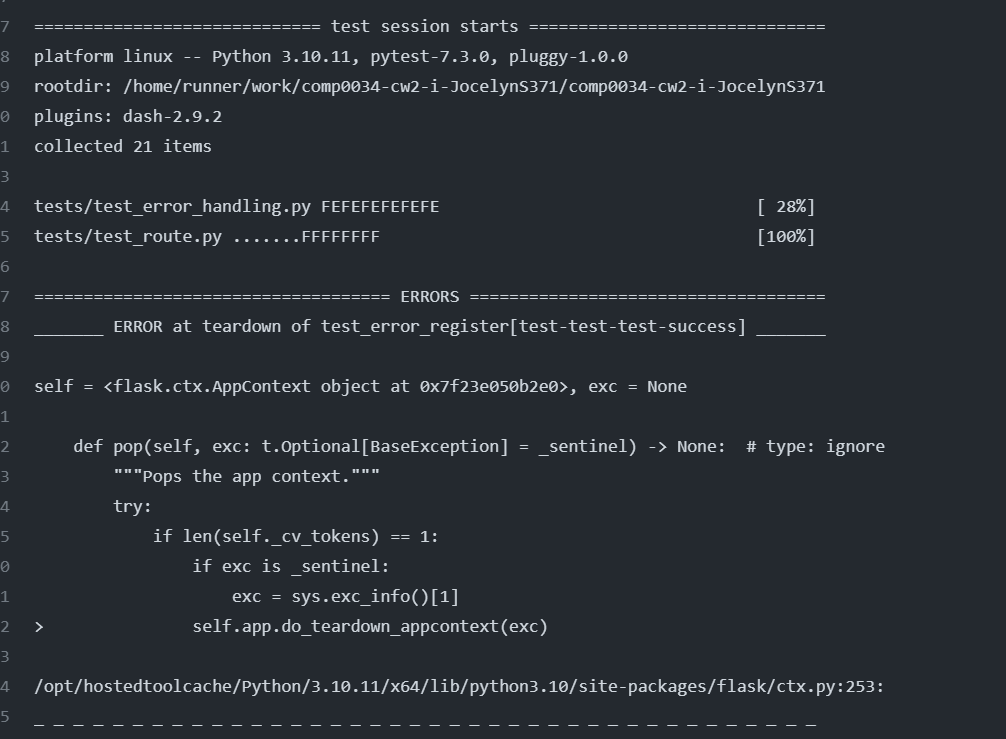 7 ============================= test session starts ==============================
8 platform linux -- Python 3.10.11, pytest-7.3.0, pluggy-1.0.0
9 rootdir: /home/runner/work/comp0034-cw2-i-JocelynS371/comp0034-cw2-i-JocelynS371
0 plugins: dash-2.9.2
1 collected 21 items
3
4 tests/test_error_handling.py FEFEFEFEFEFE [ 28%]
5 tests/test_route.py .......FFFFFFFF [100%]
6
7 ==================================== ERRORS ====================================
8 _______ ERROR at teardown of test_error_register[test-test-test-success] _______
9
0 self = <flask.ctx.AppContext object at 0x7f23e050b2e0>, exc = None
1
2     def pop(self, exc: t.Optional[BaseException] = _sentinel) -> None:  # type: ignore
3         """Pops the app context."""
4         try:
5             if len(self._cv_tokens) == 1:
0                 if exc is _sentinel:
1                     exc = sys.exc_info()[1]
2 >               self.app.do_teardown_appcontext(exc)
3
4 /opt/hostedtoolcache/Python/3.10.11/x64/lib/python3.10/site-packages/flask/ctx.py:253:
5 _ _ _ _ _ _ _ _ _ _ _ _ _ _ _ _ _ _ _ _ _ _ _ _ _ _ _ _ _ _ _ _ _ _ _ _ _ _ _ _